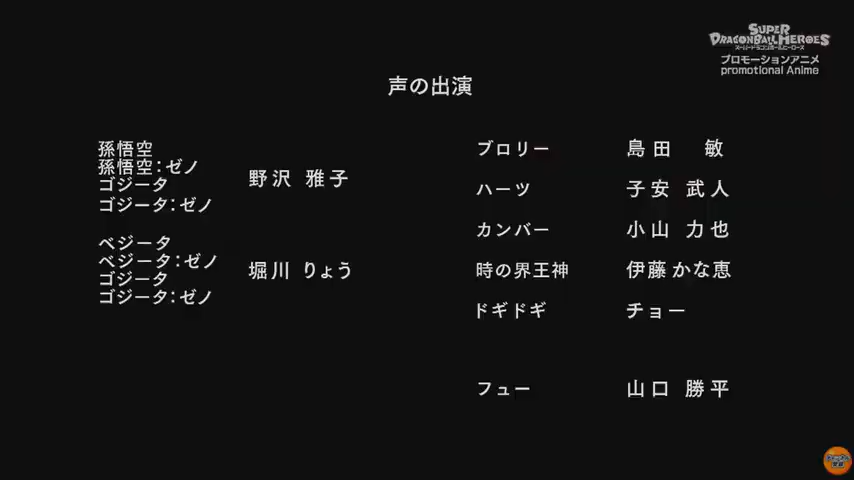 SUPER
DRAGONBALL HEROES
スーパードラゴンボールヒーローズ
プロモーションアニメ
promotional Anime
声の出演
孫悟空
孫悟空:ゼノ
ゴジータ
ゴジータ:ゼノ
野沢 雅子
ベジータ
ベジータ:ゼノ
ゴジータ
ゴジータ:ゼノ
堀川 りょう
ブロリー 島田 敏
ハーツ 子安 武人
カンバー 小山 力也
時の界王神 伊藤 かな恵
ドギドギ チョー
フュー 山口 勝平